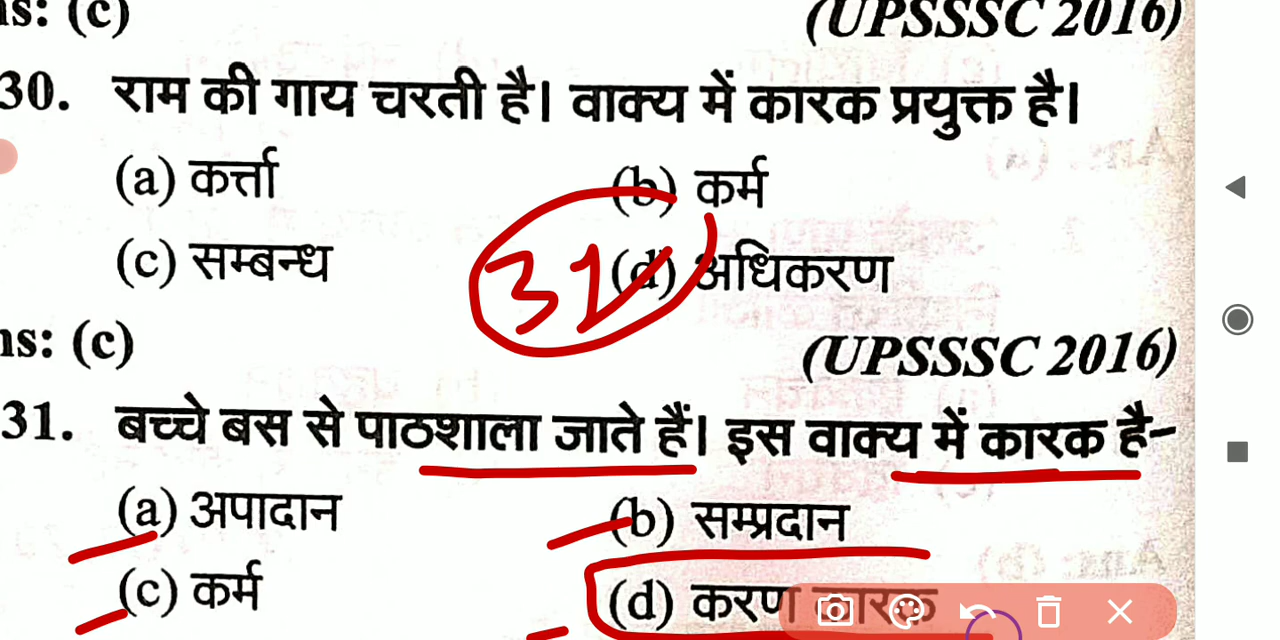 ns: (c) (UPSSSC 2016)
30. राम की गाय चरती है। वाक्य में कारक प्रयुक्त है।
(a) कर्त्ता (b) कर्म
(c) सम्बन्ध (d) अधिकरण
31
ns: (c) (UPSSSC 2016)
31. बच्चे बस से पाठशाला जाते हैं। इस वाक्य में कारक है-
(a) अपादान (b) सम्प्रदान
(c) कर्म (d) करण कारक